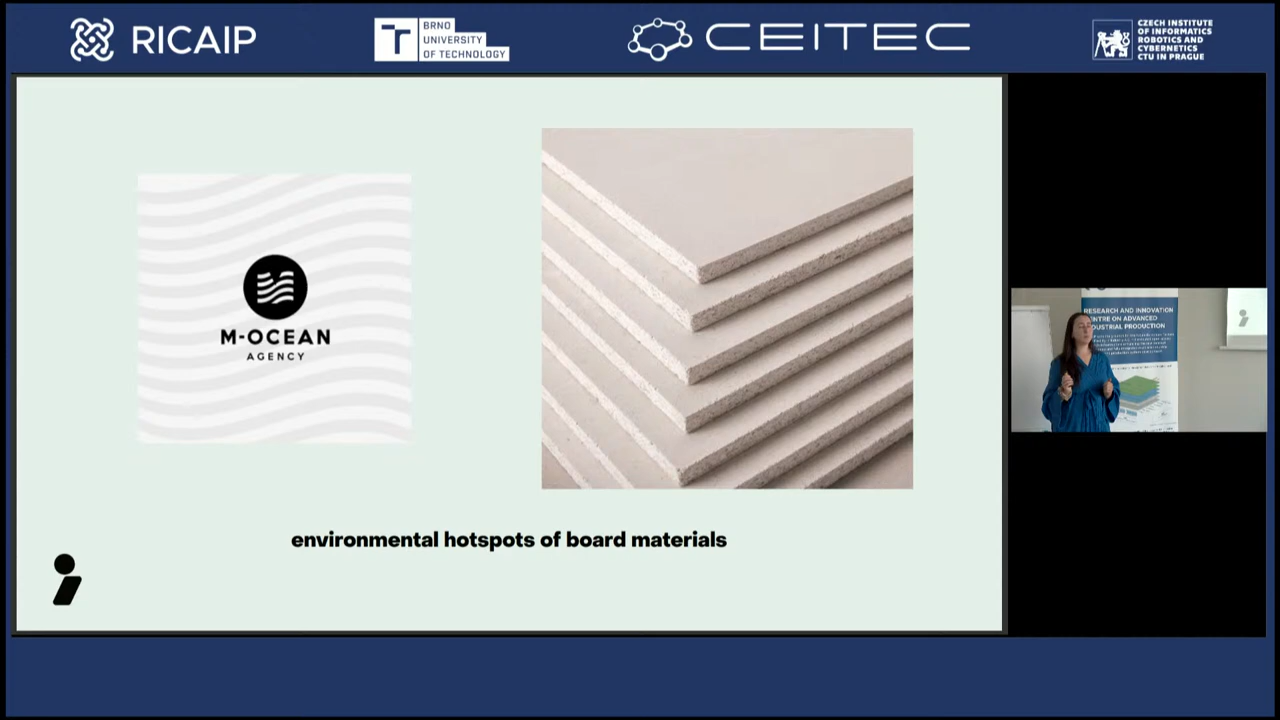 RICAIP
BRNO
UNIVERSITY
OF TECHNOLOGY
CEITEC
CZECH INSTITUTE
OF INFORMATICS
ROBOTICS AND
CYBERNETICS
CTU IN PRAGUE
M-OCEAN
AGENCY
environmental hotspots of board materials
RESEARCH AND INNOVATION
CENTRE ON ADVANCED
INDUSTRIAL PRODUCTION